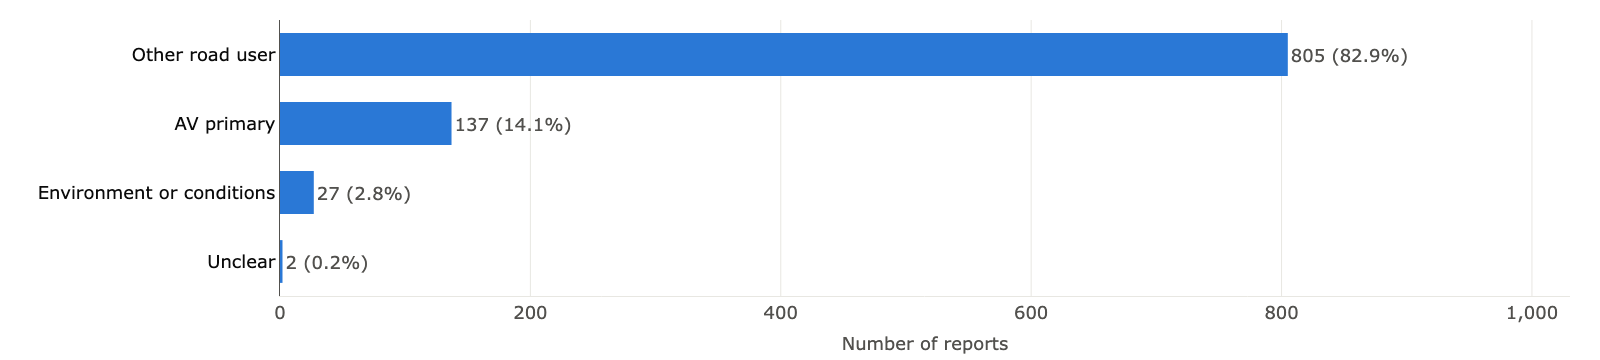 Other road user
805 (82.9%)
AV primary
137 (14.1%)
Environment or conditions
27 (2.8%)
Unclear
2 (0.2%)
0
200
400
600
800
1,000
Number of reports